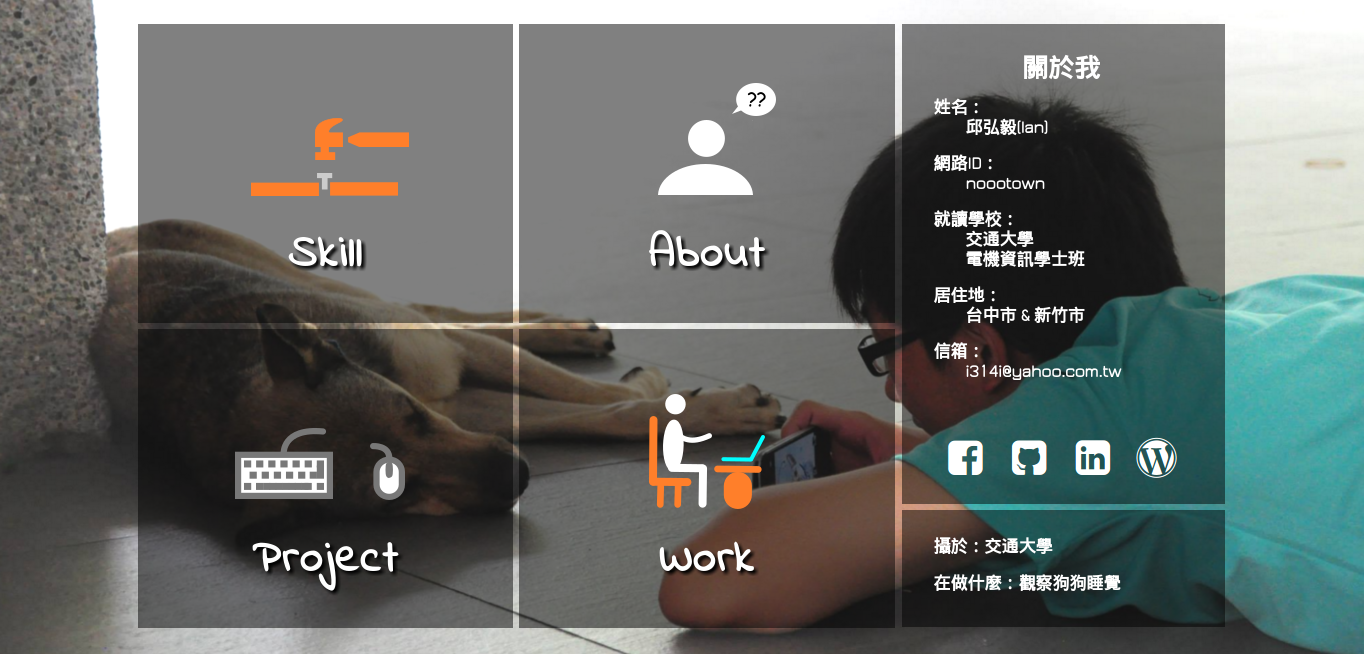 ??
Skill
About
Project
Work
關於我
姓名：
邱弘毅(Ian)
網路ID：
noootown
就讀學校：
交通大學
電機資訊學士班
居住地：
台中市 & 新竹市
信箱：
i314i@yahoo.com.tw
攝於：交通大學
在做什麼：觀察狗狗睡覺